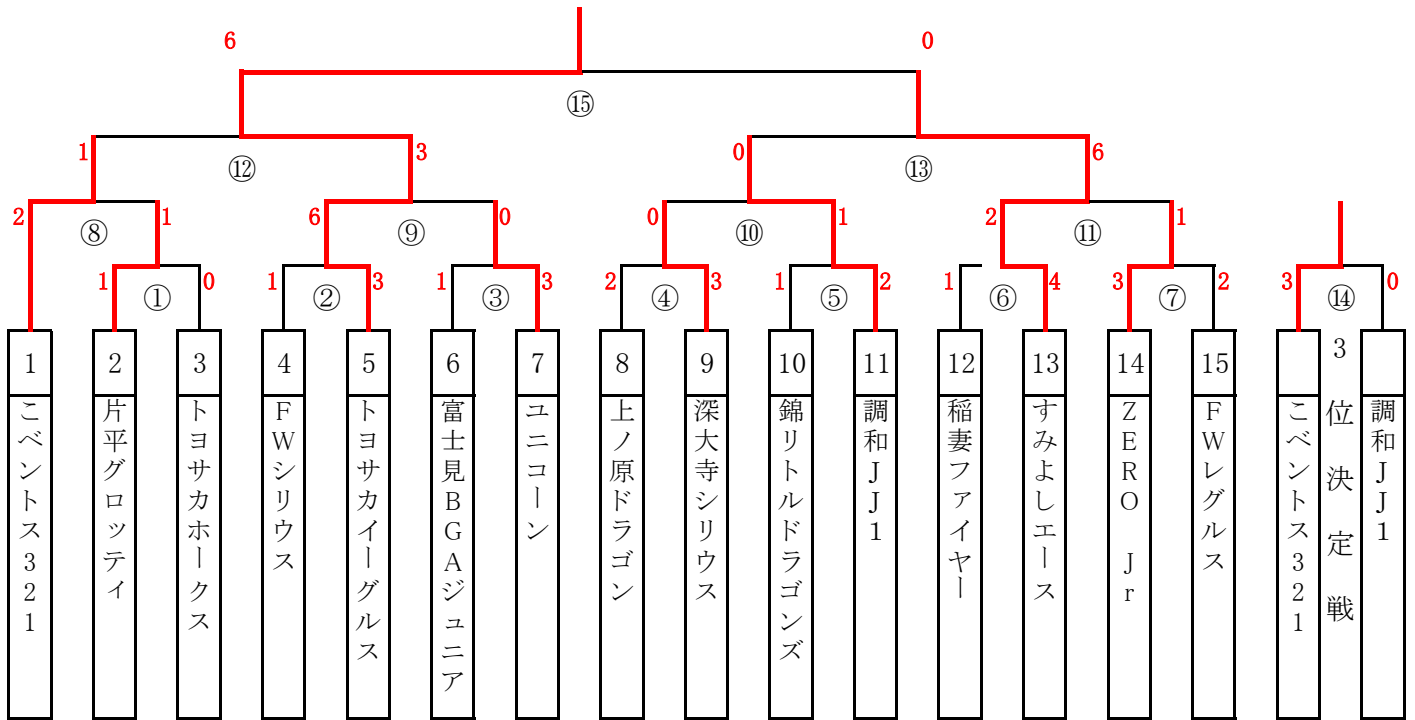 6 0
⑮
1 3 0 6
⑫ ⑬
2 1 6 0 0 1 2 1
⑧ ⑨ ⑩ ⑪
1 0 1 3 1 3 2 3 1 2 1 4 3 2 3 0
① ② ③ ④ ⑤ ⑥ ⑦ ⑭
1 2 3 4 5 6 7 8 9 10 11 12 13 14 15
こベントス321
片平グロッティ
トヨサカホークス
FWシリウス
トヨサカイーグルス
富士見BGAジュニア
ユニコーン
上ノ原ドラゴン
深大寺シリウス
錦リトルドラゴンズ
調和JJ1
稲妻ファイヤー
すみよしエース
ZERO Jr
FWレグルス
こベントス321
3位決定戦
調和JJ1